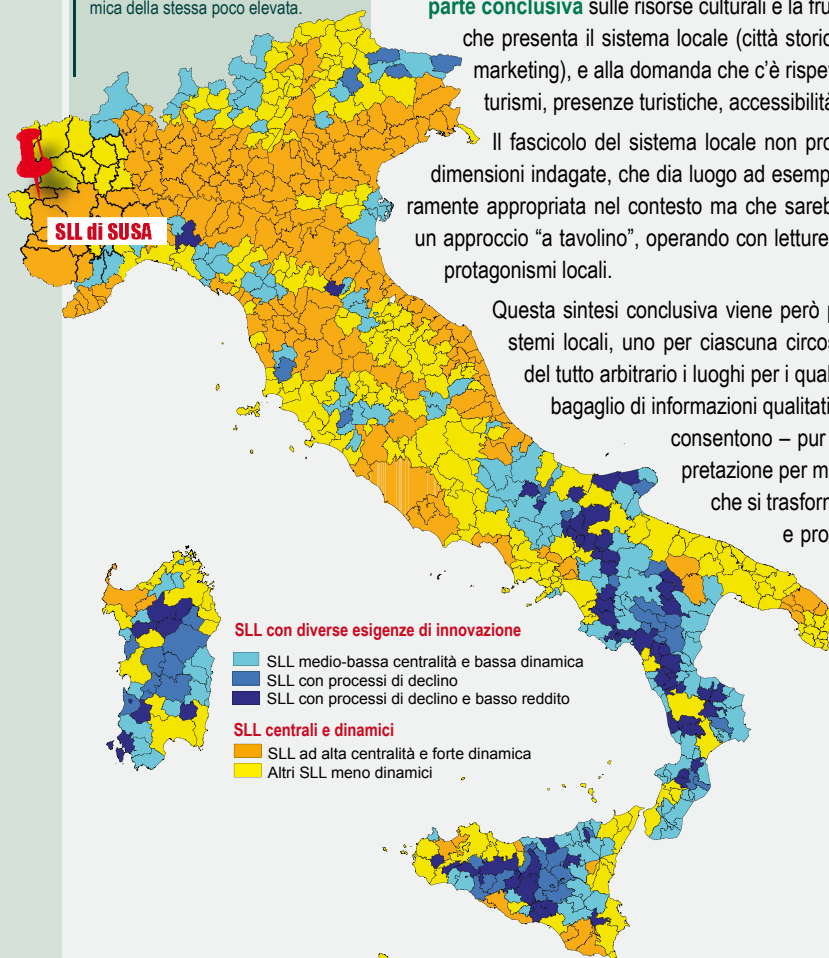 mica della stessa poco elevata.
parte conclusiva sulle risorse culturali e la fru
che presenta il sistema locale (città storic
marketing), e alla domanda che c'è rispet
turismi, presenze turistiche, accessibilità
Il fascicolo del sistema locale non pro
dimensioni indagate, che dia luogo ad esemp
ramente appropriata nel contesto ma che sareb
un approccio “a tavolino”, operando con letture
protagonismi locali.
Questa sintesi conclusiva viene però p
stemi locali, uno per ciascuna circos
del tutto arbitrario i luoghi per i qual
bagaglio di informazioni qualitati
consentono – pur
pretazione per m
che si trasform
e pro
SLL di SUSA
SLL con diverse esigenze di innovazione
SLL medio-bassa centralità e bassa dinamica
SLL con processi di declino
SLL con processi di declino e basso reddito
SLL centrali e dinamici
SLL ad alta centralità e forte dinamica
Altri SLL meno dinamici